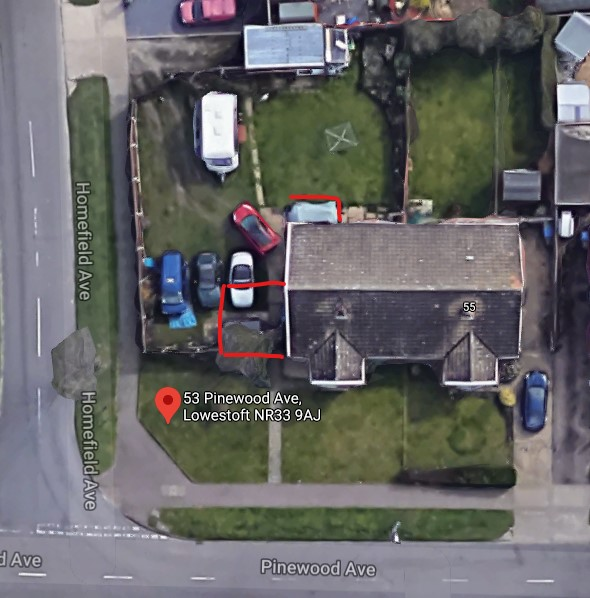 Homefield Ave
55
53 Pinewood Ave,
Lowestoft NR33 9AJ
Homefield Ave
d Ave
Pinewood Ave